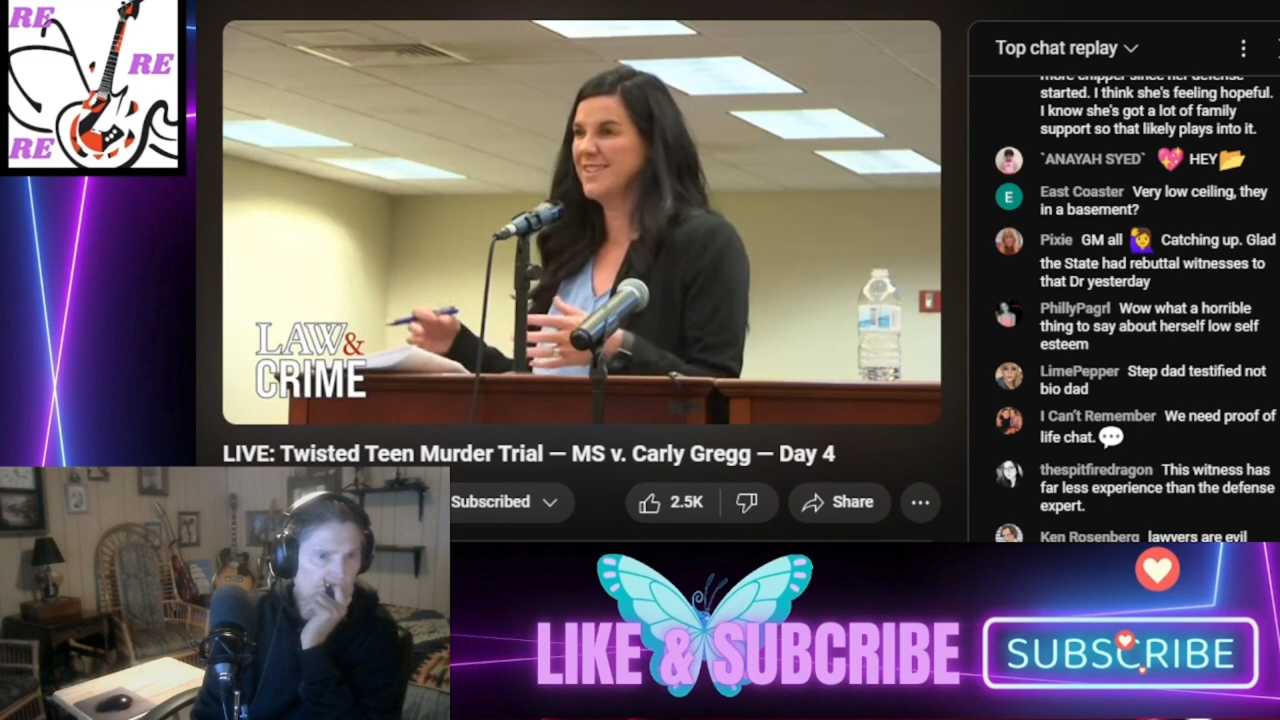 RE
RE
RE
LAW&
CRIME
LIVE: Twisted Teen Murder Trial — MS v. Carly Gregg — Day 4
Subscribed
2.5K
Share
Top chat replay
more chipper since her defense
started. I think she's feeling hopeful.
I know she's got a lot of family
support so that likely plays into it.
`ANAYAH SYED` HEY
E
East Coaster Very low ceiling, they
in a basement?
Pixie GM all Catching up. Glad
the State had rebuttal witnesses to
that Dr yesterday
PhillyPagrl Wow what a horrible
thing to say about herself low self
esteem
LimePepper Step dad testified not
bio dad
I Can't Remember We need proof of
life chat.
thespitfiredragon This witness has
far less experience than the defense
expert.
Ken Rosenberg lawyers are evil
LIKE & SUBCRIBE
SUBSCRIBE